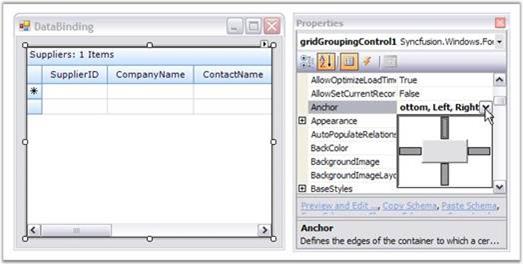 DataBinding
Suppliers: 1 Items
SupplierID CompanyName ContactName
Properties
gridGroupingControl1 Syncfusion.Windows.Fo
AllowOptimizeLoadTim True
AllowSetCurrentRecor False
Anchor ottom, Left, Right
Appearance
AutoPopulateRelations
BackColor
BackgroundImage
BackgroundImageLayo
BaseStyles
Preview and Edit ..., Copy Schema, Paste Schema,
Anchor
Defines the edges of the container to which a cer...